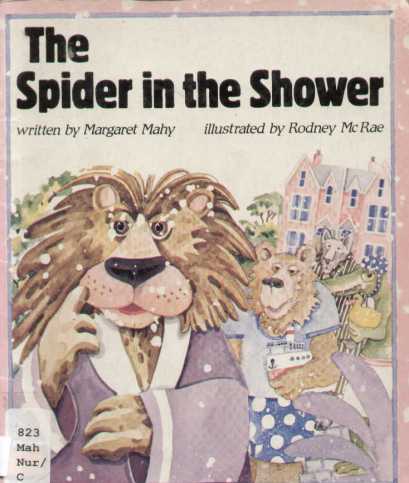 The
Spider in the Shower
written by Margaret Mahy illustrated by Rodney McRae
823
Mah
Nur/
C